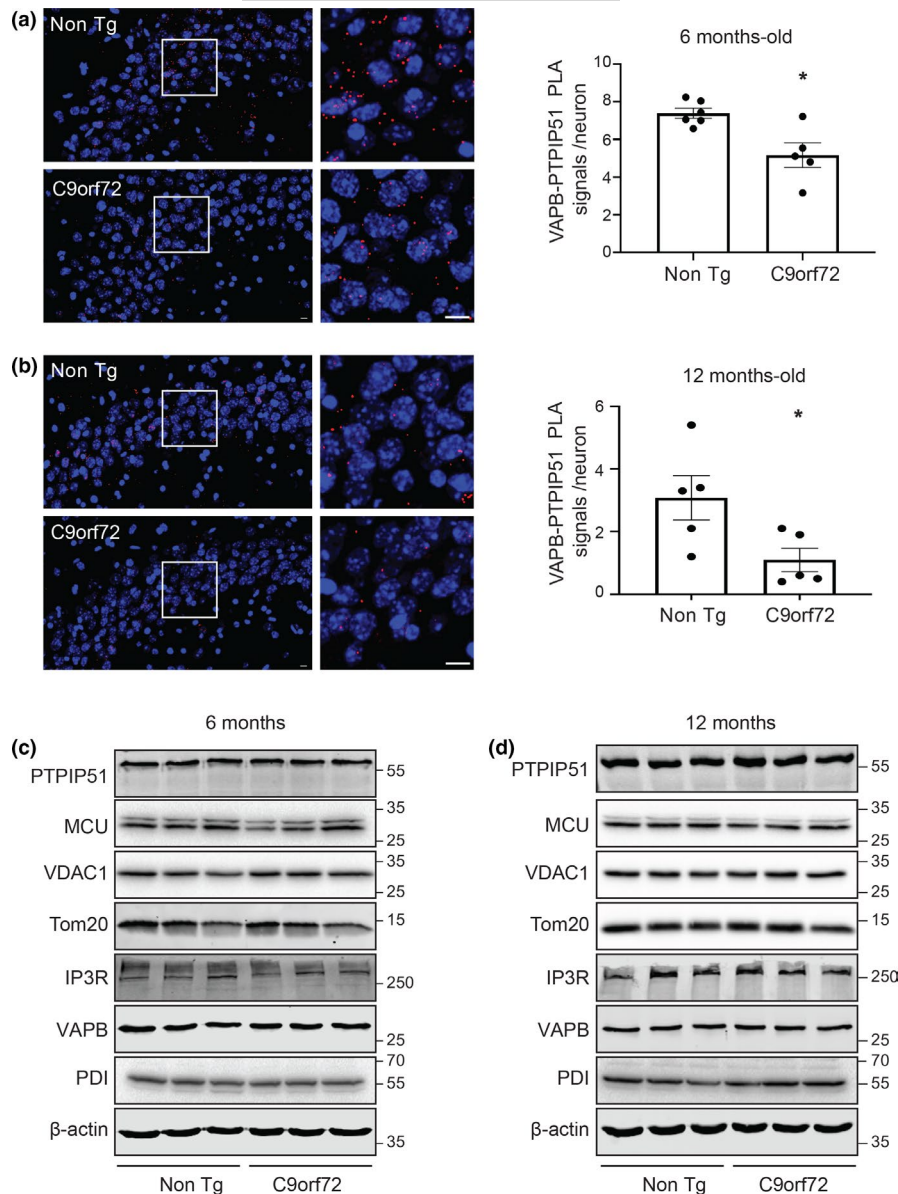 (a)
Non Tg
C9orf72
6 months-old
VAPB-PTPIP51 PLA
signals /neuron
10
8
6
4
2
0
*
Non Tg
C9orf72
(b)
Non Tg
C9orf72
12 months-old
VAPB-PTPIP51 PLA
signals /neuron
6
4
2
0
*
Non Tg
C9orf72
(c)
6 months
PTPIP51
55
MCU
35
25
VDAC1
35
25
Tom20
15
IP3R
250
VAPB
25
PDI
70
55
β-actin
35
Non Tg
C9orf72
(d)
12 months
PTPIP51
55
MCU
35
25
VDAC1
35
25
Tom20
15
IP3R
250
VAPB
25
PDI
70
55
β-actin
35
Non Tg
C9orf72